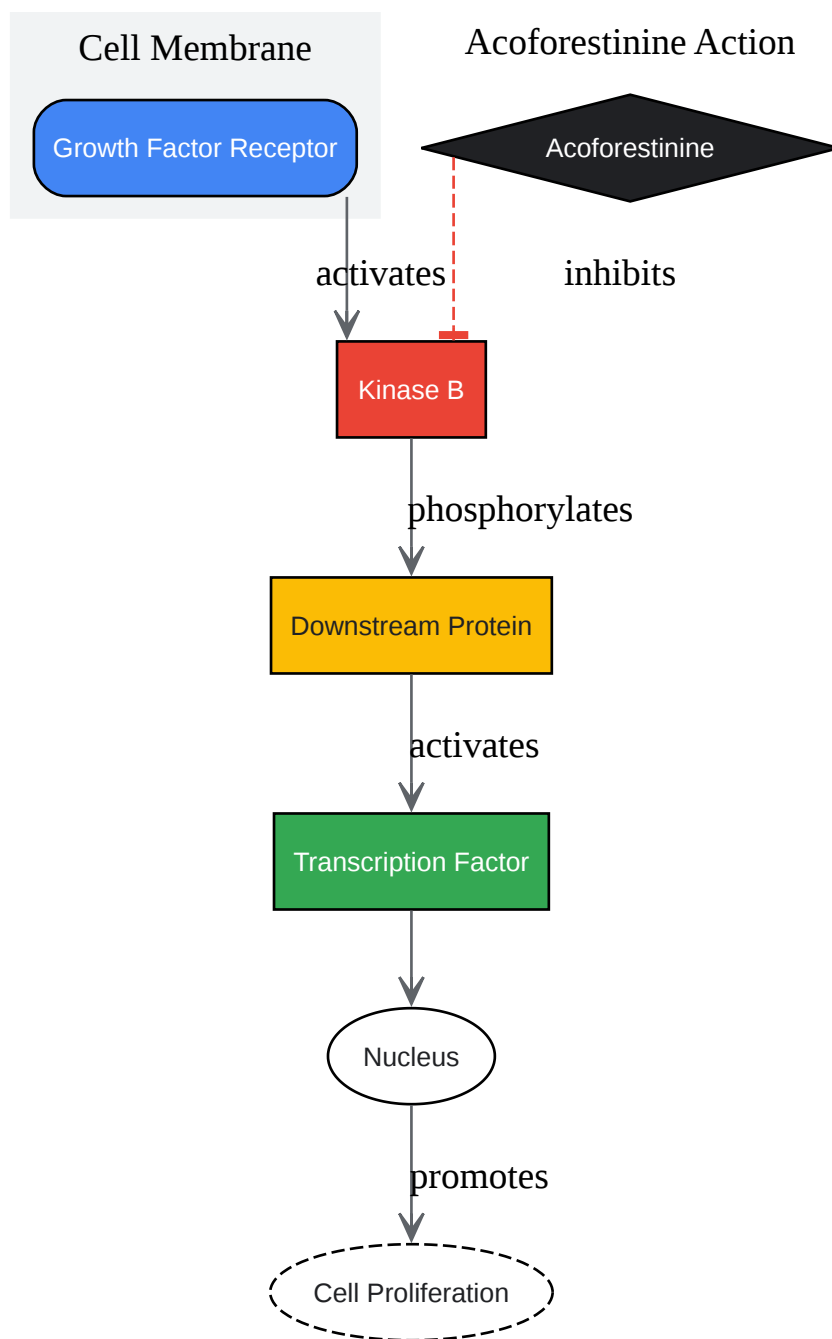 Cell Membrane
Acoforestinine Action
Growth Factor Receptor
Acoforestinine
activates
inhibits
Kinase B
phosphorylates
Downstream Protein
activates
Transcription Factor
Nucleus
promotes
Cell Proliferation